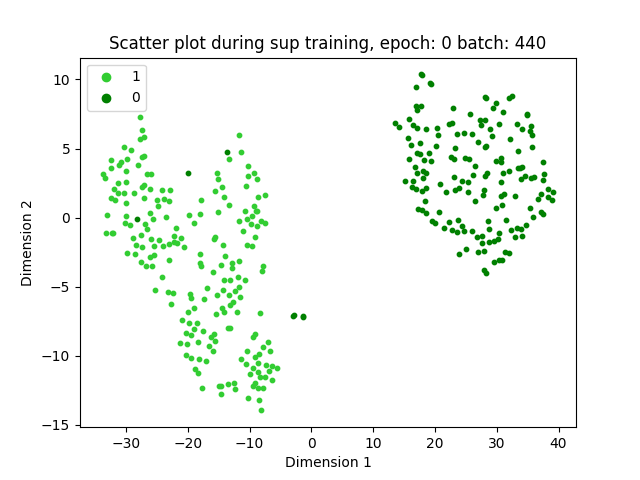 Scatter plot during sup training, epoch: 0 batch: 440
1
0
10
5
0
−5
−10
−15
Dimension 2
−30 −20 −10 0 10 20 30 40
Dimension 1